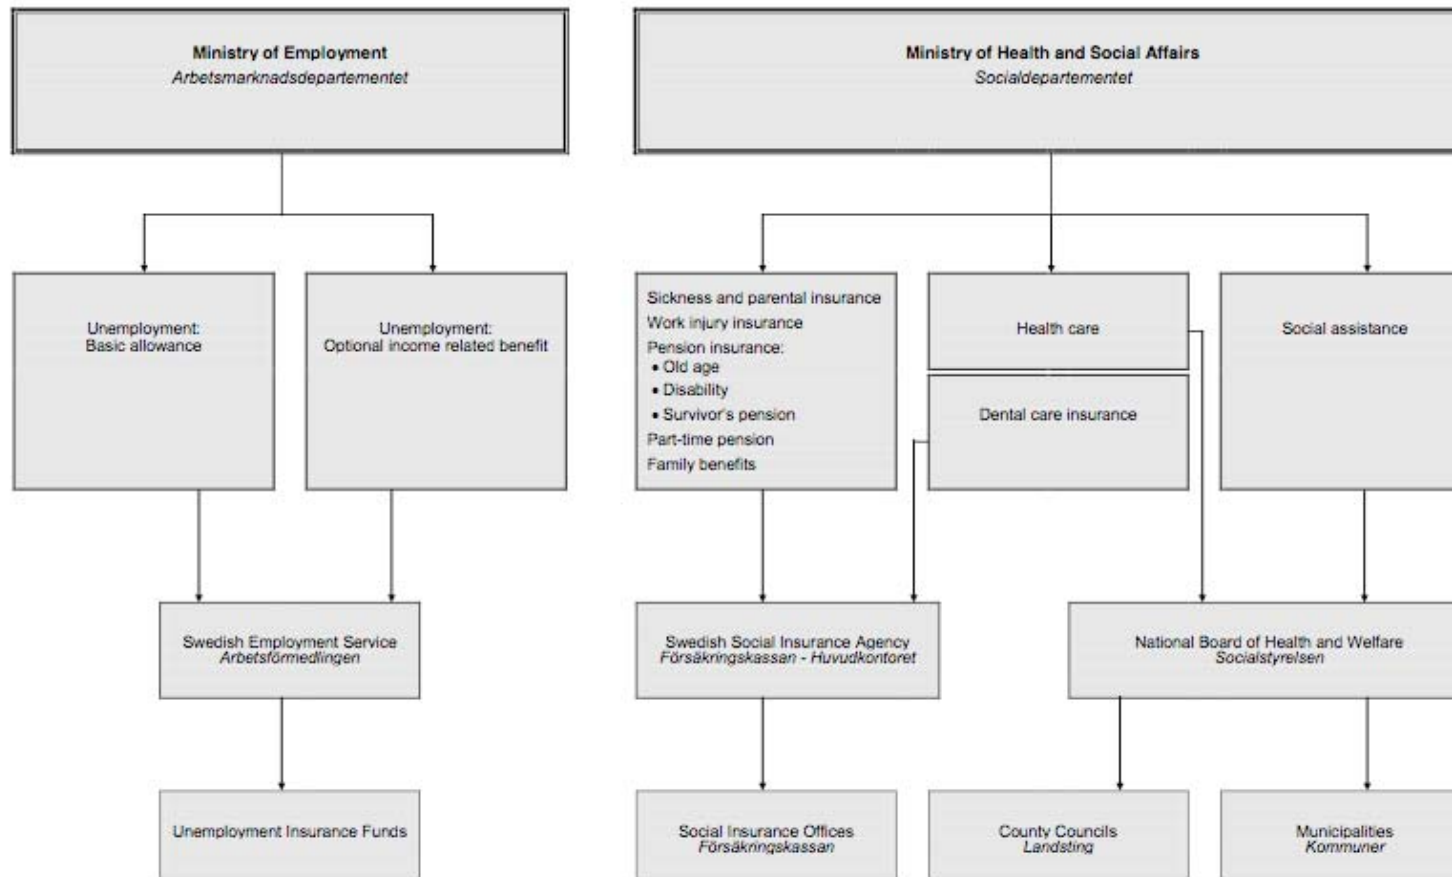 Ministry of Employment
Arbetsmarknadsdepartementet
Ministry of Health and Social Affairs
Socialdepartementet
Unemployment:
Basic allowance
Unemployment:
Optional income related benefit
Sickness and parental insurance
Work injury insurance
Pension insurance:
• Old age
• Disability
• Survivor's pension
Part-time pension
Family benefits
Health care
Dental care insurance
Social assistance
Swedish Employment Service
Arbetsförmedlingen
Swedish Social Insurance Agency
Försäkringskassan - Huvudkontoret
National Board of Health and Welfare
Socialstyrelsen
Unemployment Insurance Funds
Social Insurance Offices
Försäkringskassan
County Councils
Landsting
Municipalities
Kommuner